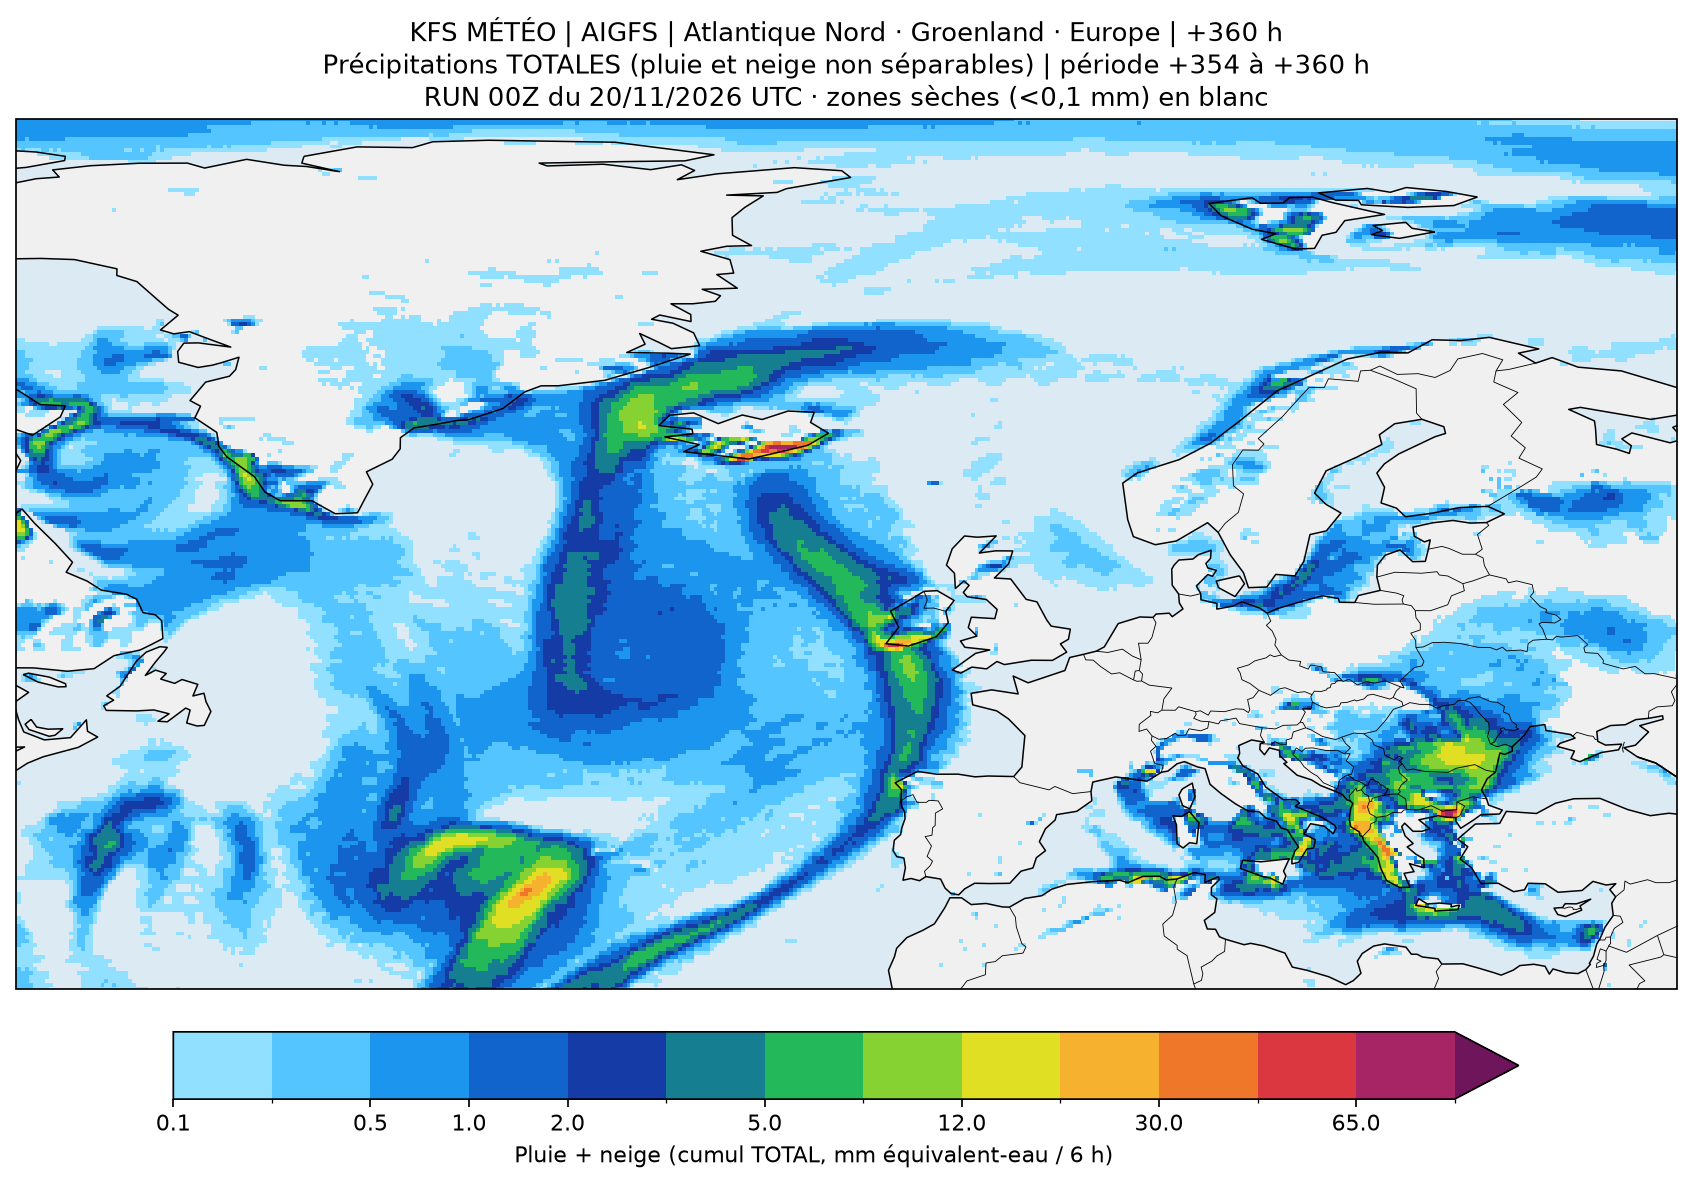 KFS MÉTÉO | AIGFS | Atlantique Nord · Groenland · Europe | +360 h
Précipitations TOTALES (pluie et neige non séparables) | période +354 à +360 h
RUN 00Z du 20/11/2026 UTC · zones sèches (<0,1 mm) en blanc
0.1 0.5 1.0 2.0 5.0 12.0 30.0 65.0
Pluie + neige (cumul TOTAL, mm équivalent-eau / 6 h)